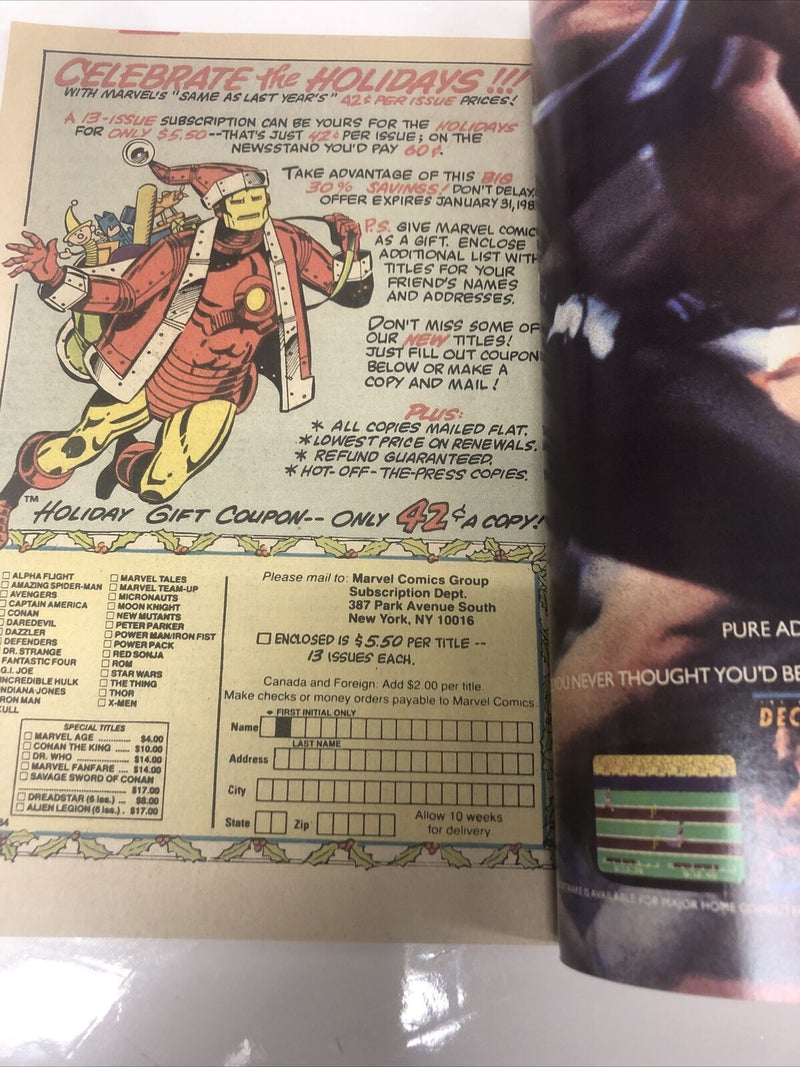 CELEBRATE the HOLIDAYS!!!
WITH MARVEL'S "SAME AS LAST YEAR'S" 42¢ PER ISSUE PRICES!
A 13-ISSUE SUBSCRIPTION CAN BE YOURS FOR THE HOLIDAYS
FOR ONLY $5.50--THAT'S JUST 42¢ PER ISSUE; ON THE
NEWSSTAND YOU'D PAY 60¢.
TAKE ADVANTAGE OF THIS BIG
30% SAVINGS! DON'T DELAY
OFFER EXPIRES JANUARY 31, 198
P.S. GIVE MARVEL COMIC
AS A GIFT. ENCLOSE
ADDITIONAL LIST WITH
TITLES FOR YOUR
FRIEND'S NAMES
AND ADDRESSES.
DON'T MISS SOME OF
OUR NEW TITLES!
JUST FILL OUT COUPON
BELOW OR MAKE A
COPY AND MAIL!
PLUS:
* ALL COPIES MAILED FLAT.
* LOWEST PRICE ON RENEWALS.
* REFUND GUARANTEED.
* HOT-OFF-THE-PRESS COPIES.
TM
HOLIDAY GIFT COUPON-- ONLY 42¢ A COPY!
☐ ALPHA FLIGHT
☐ AMAZING SPIDER-MAN
☐ AVENGERS
☐ CAPTAIN AMERICA
☐ CONAN
☐ DAREDEVIL
☐ DAZZLER
☐ DEFENDERS
☐ DR. STRANGE
FANTASTIC FOUR
G.I. JOE
INCREDIBLE HULK
INDIANA JONES
IRON MAN
KULL
☐ MARVEL TALES
☐ MARVEL TEAM-UP
☐ MICRONAUTS
☐ MOON KNIGHT
☐ NEW MUTANTS
☐ PETER PARKER
☐ POWER MAN/IRON FIST
☐ POWER PACK
☐ RED SONJA
☐ ROM
☐ STAR WARS
☐ THE THING
☐ THOR
☐ X-MEN
SPECIAL TITLES
☐ MARVEL AGE ............ $4.00
☐ CONAN THE KING ..... $10.00
☐ DR. WHO ................ $14.00
☐ MARVEL FANFARE .... $14.00
☐ SAVAGE SWORD OF CONAN
........................ $17.00
☐ DREADSTAR (6 iss.) ... $8.00
☐ ALIEN LEGION (6 iss.) . $17.00
84
Please mail to: Marvel Comics Group
Subscription Dept.
387 Park Avenue South
New York, NY 10016
☐ ENCLOSED IS $5.50 PER TITLE --
13 ISSUES EACH.
Canada and Foreign: Add $2.00 per title.
Make checks or money orders payable to Marvel Comics
FIRST INITIAL ONLY
Name
LAST NAME
Address
City
State Zip
Allow 10 weeks
for delivery
PURE AD
YOU NEVER THOUGHT YOU'D BE
DEC
IS AVAILABLE FOR MAJOR HOME COMPUTE